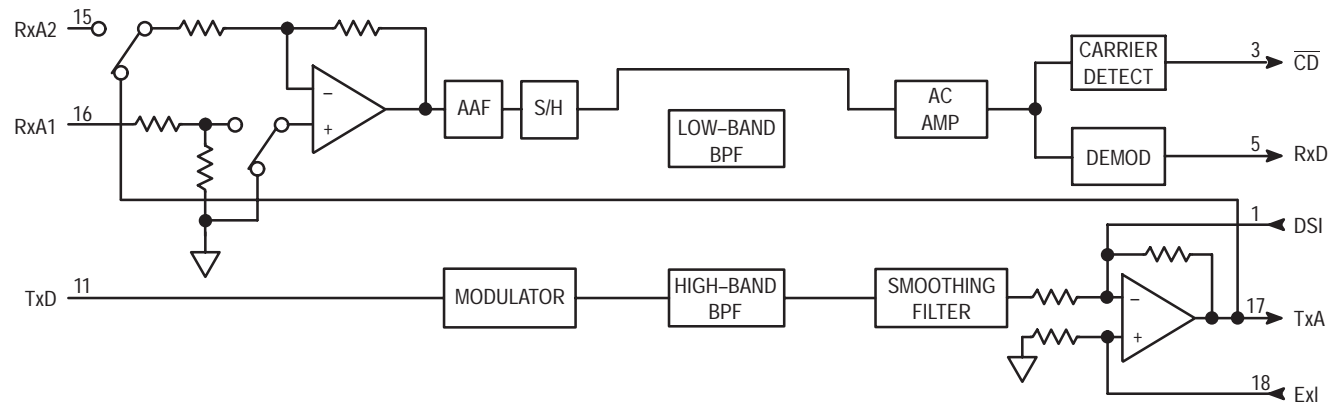 RxA2 15
RxA1 16
−
+
AAF
S/H
LOW–BAND
BPF
AC
AMP
CARRIER
DETECT
3 CD
DEMOD
5 RxD
1 DSI
TxD 11
MODULATOR
HIGH–BAND
BPF
SMOOTHING
FILTER
−
+
17 TxA
18 ExI